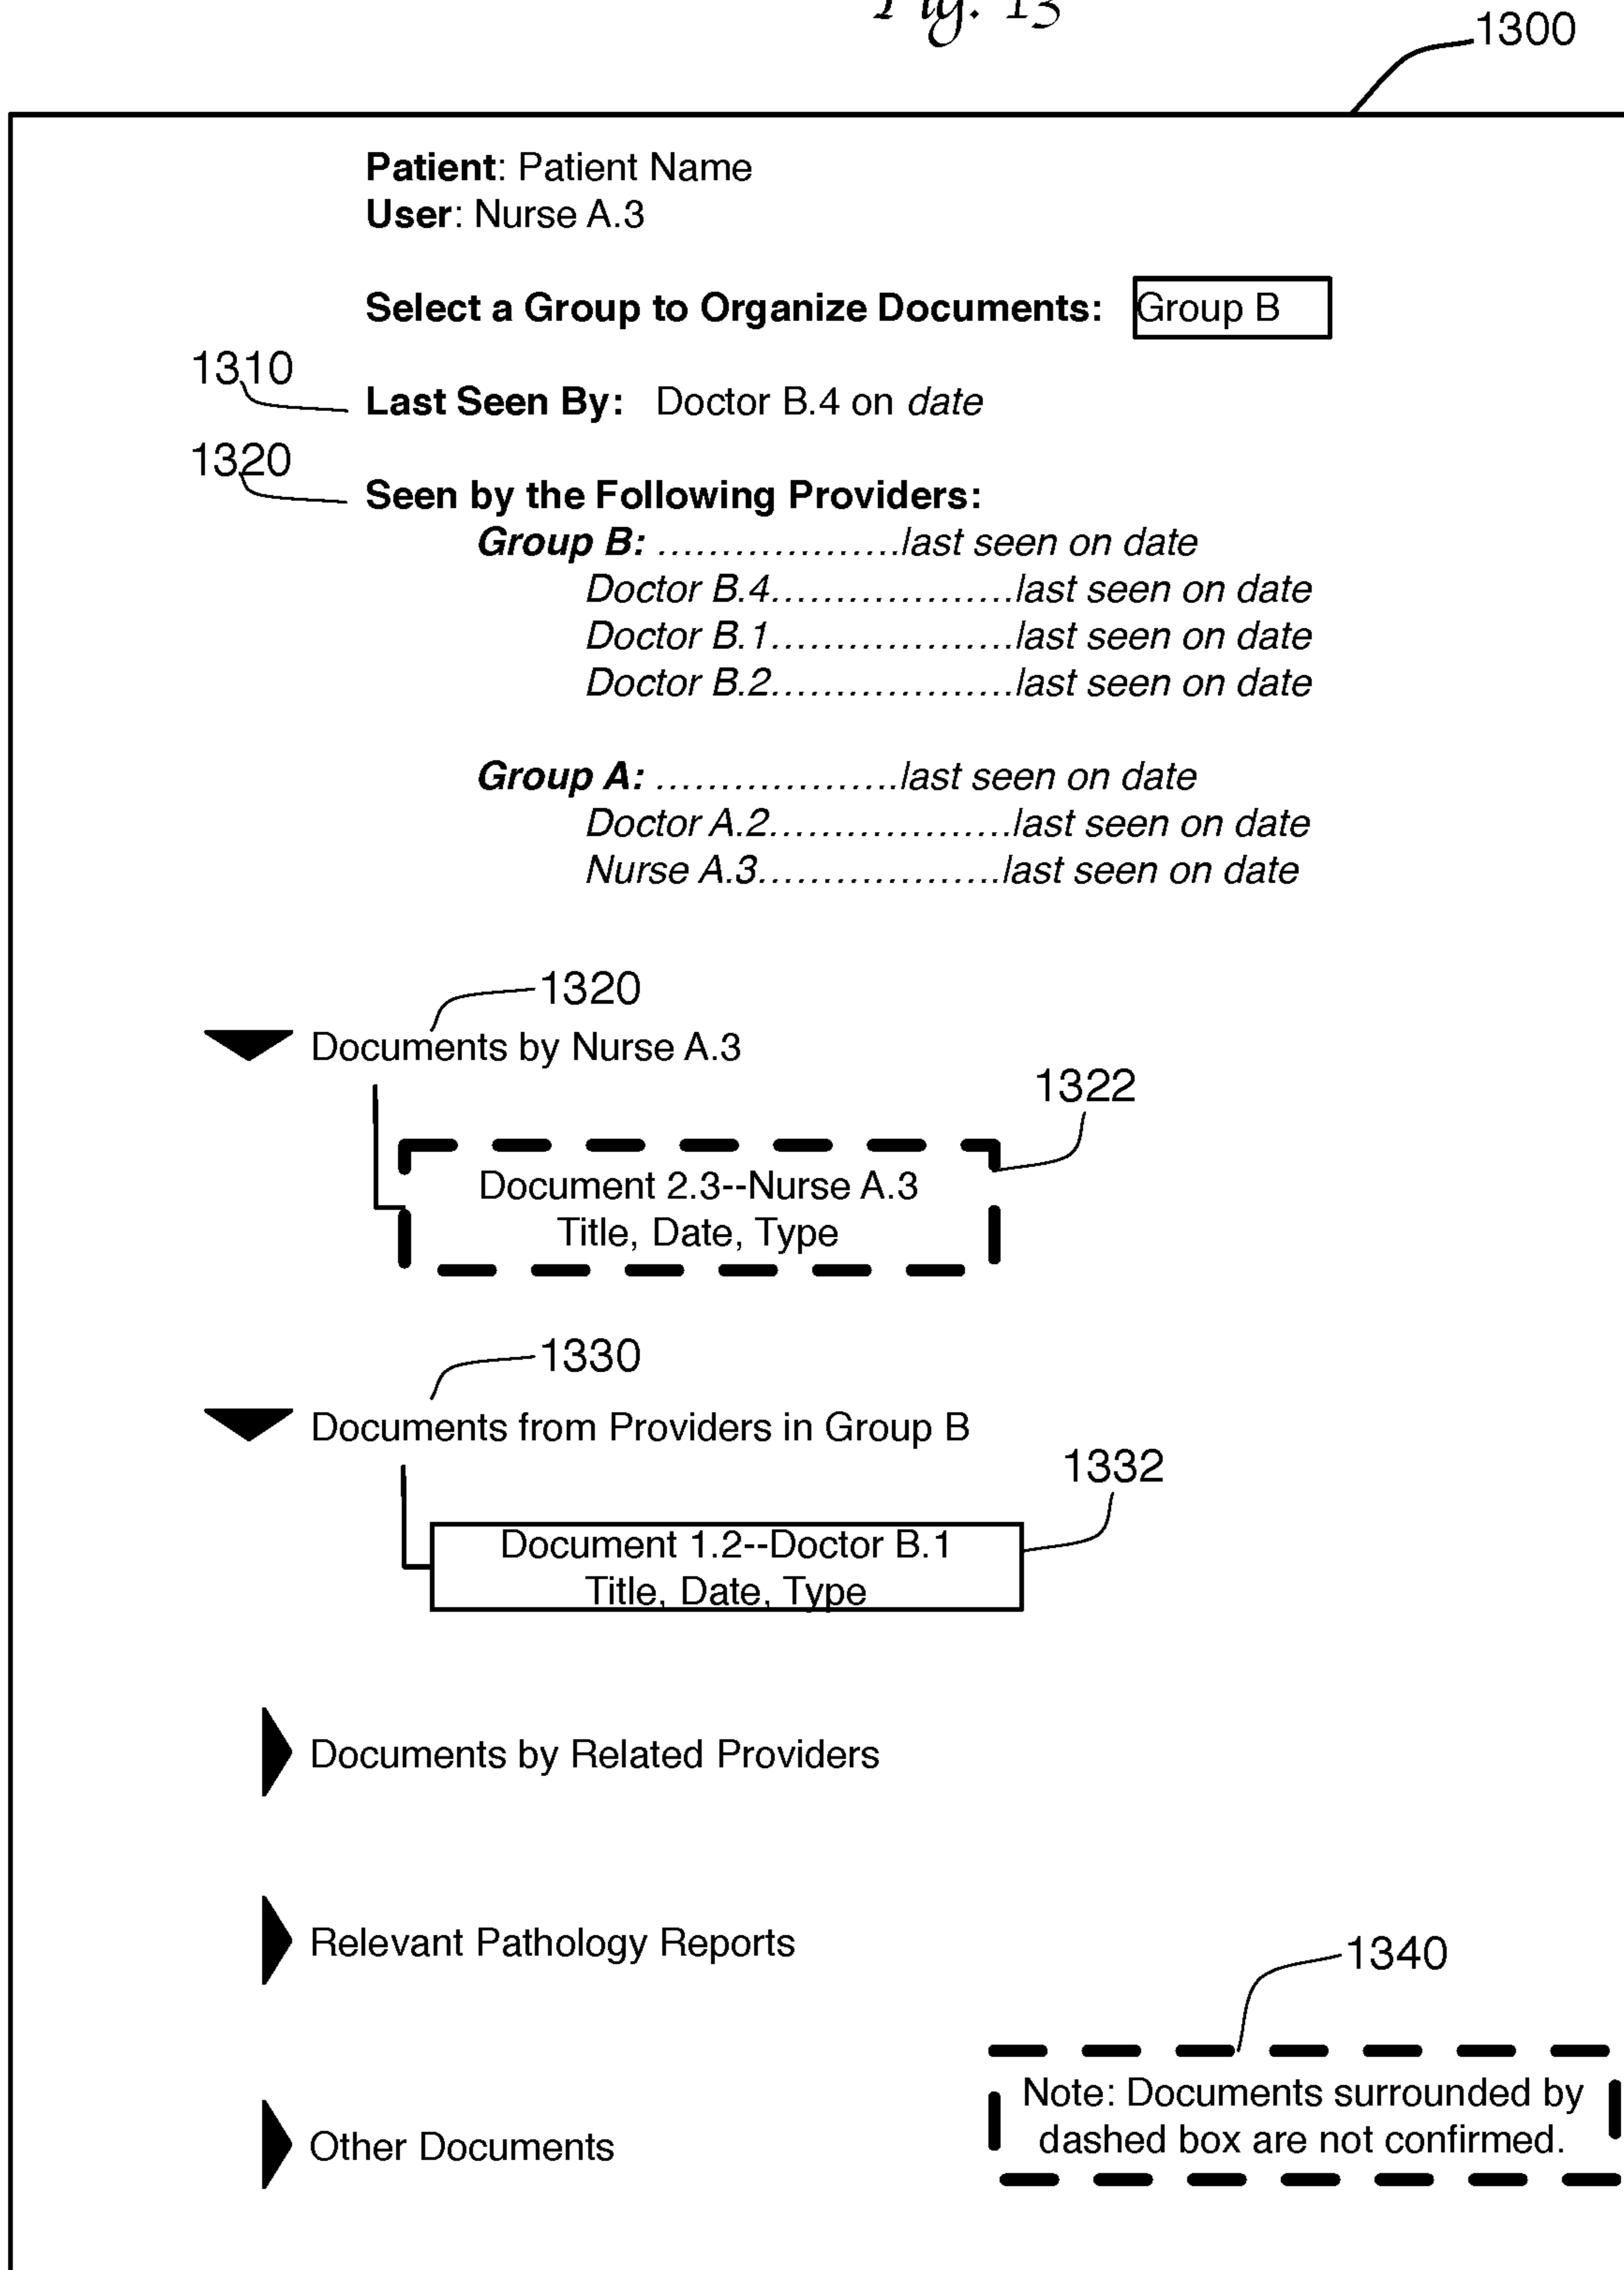 Fig. 13
1300
Patient: Patient Name
User: Nurse A.3
Select a Group to Organize Documents: Group B
1310
Last Seen By: Doctor B.4 on date
1320
Seen by the Following Providers:
Group B: ...................last seen on date
Doctor B.4...................last seen on date
Doctor B.1...................last seen on date
Doctor B.2...................last seen on date
Group A: ...................last seen on date
Doctor A.2...................last seen on date
Nurse A.3...................last seen on date
1320
Documents by Nurse A.3
1322
Document 2.3--Nurse A.3
Title, Date, Type
1330
Documents from Providers in Group B
1332
Document 1.2--Doctor B.1
Title, Date, Type
Documents by Related Providers
Relevant Pathology Reports
1340
Note: Documents surrounded by
dashed box are not confirmed.
Other Documents